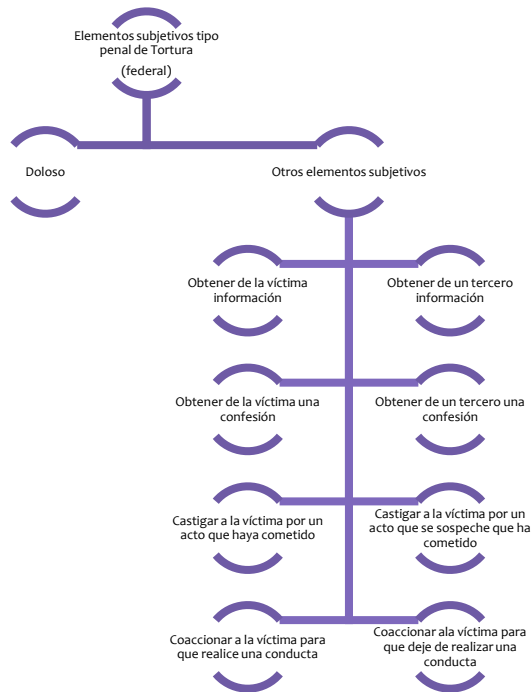 Elementos subjetivos tipo
penal de Tortura
(federal)
Doloso
Otros elementos subjetivos
Obtener de la víctima
información
Obtener de un tercero
información
Obtener de la víctima una
confesión
Obtener de un tercero una
confesión
Castigar a la víctima por un
acto que haya cometido
Castigar a la víctima por un
acto que se sospeche que ha
cometido
Coaccionar a la víctima para
que realice una conducta
Coaccionar ala víctima para
que deje de realizar una
conducta